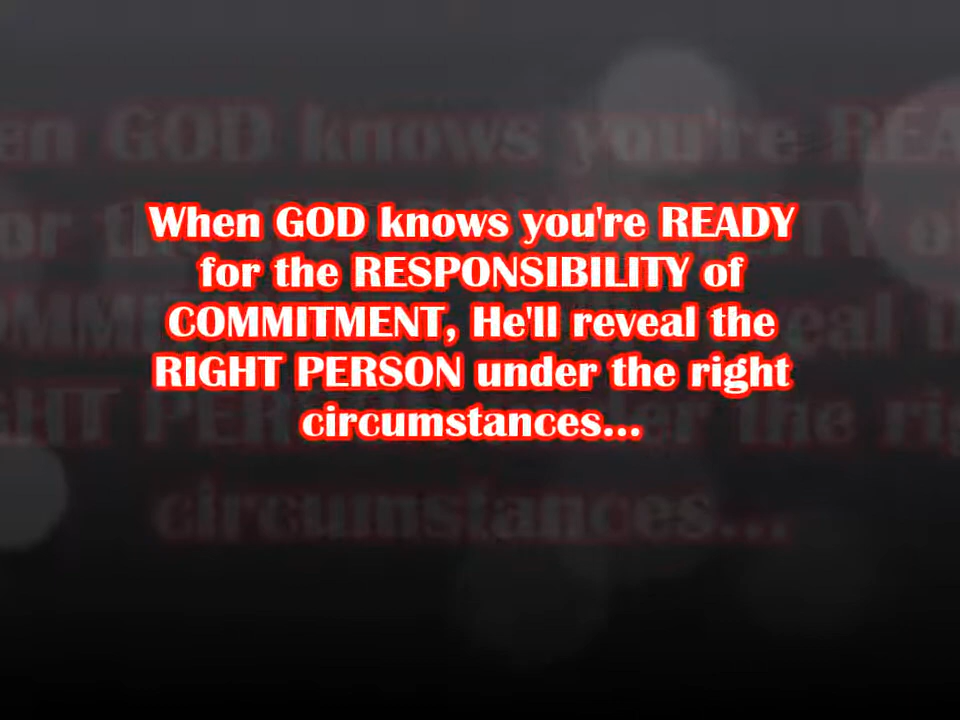 When GOD knows you're READY
for the RESPONSIBILITY of
COMMITMENT, He'll reveal the
RIGHT PERSON under the right
circumstances...